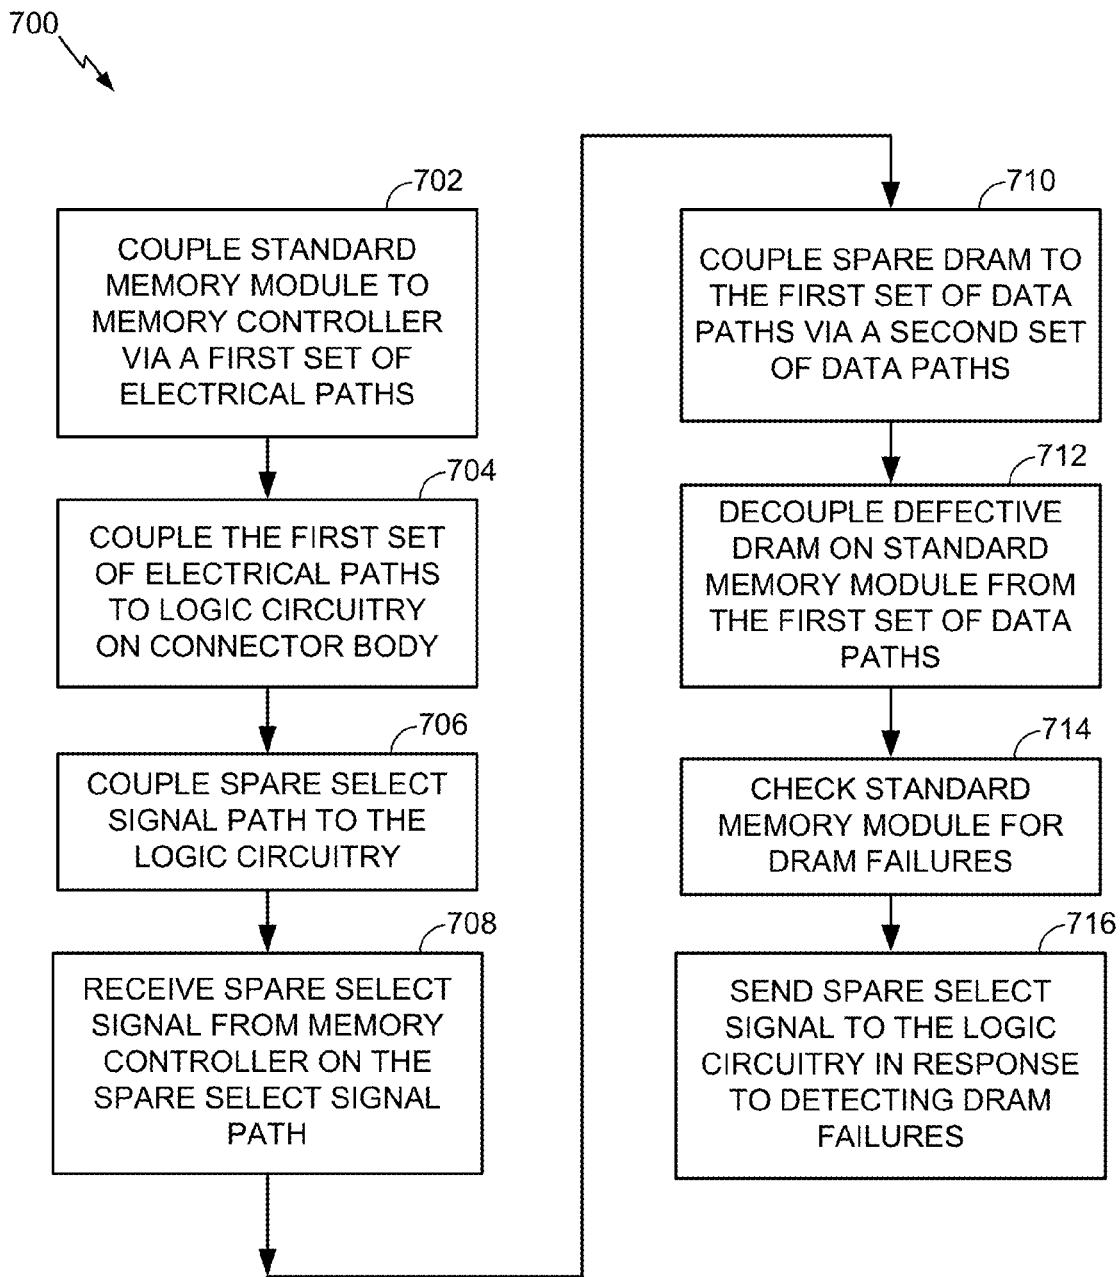 700
702
COUPLE STANDARD
MEMORY MODULE TO
MEMORY CONTROLLER
VIA A FIRST SET OF
ELECTRICAL PATHS
704
COUPLE THE FIRST SET
OF ELECTRICAL PATHS
TO LOGIC CIRCUITRY
ON CONNECTOR BODY
706
COUPLE SPARE SELECT
SIGNAL PATH TO THE
LOGIC CIRCUITRY
708
RECEIVE SPARE SELECT
SIGNAL FROM MEMORY
CONTROLLER ON THE
SPARE SELECT SIGNAL
PATH
710
COUPLE SPARE DRAM TO
THE FIRST SET OF DATA
PATHS VIA A SECOND SET
OF DATA PATHS
712
DECOUPLE DEFECTIVE
DRAM ON STANDARD
MEMORY MODULE FROM
THE FIRST SET OF DATA
PATHS
714
CHECK STANDARD
MEMORY MODULE FOR
DRAM FAILURES
716
SEND SPARE SELECT
SIGNAL TO THE LOGIC
CIRCUITRY IN RESPONSE
TO DETECTING DRAM
FAILURES